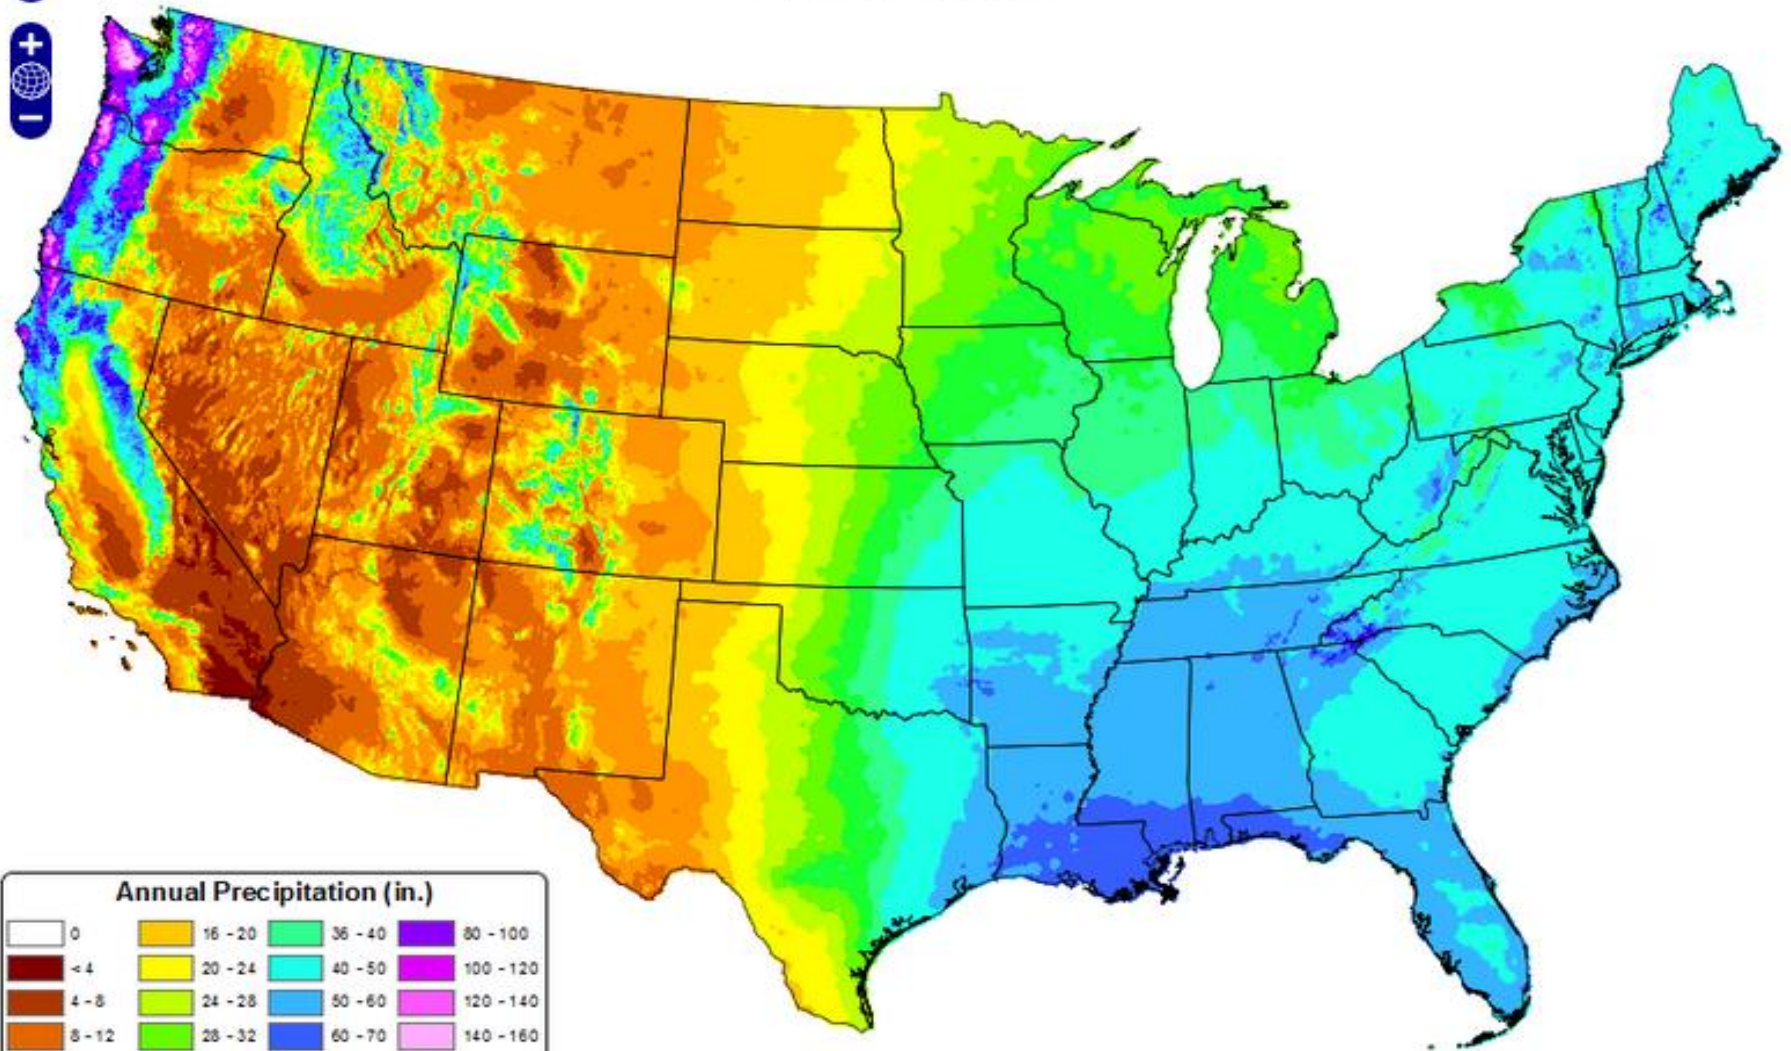 +
−
Annual Precipitation (in.)
0 16 - 20 36 - 40 80 - 100
< 4 20 - 24 40 - 50 100 - 120
4 - 8 24 - 28 50 - 60 120 - 140
8 - 12 28 - 32 60 - 70 140 - 160